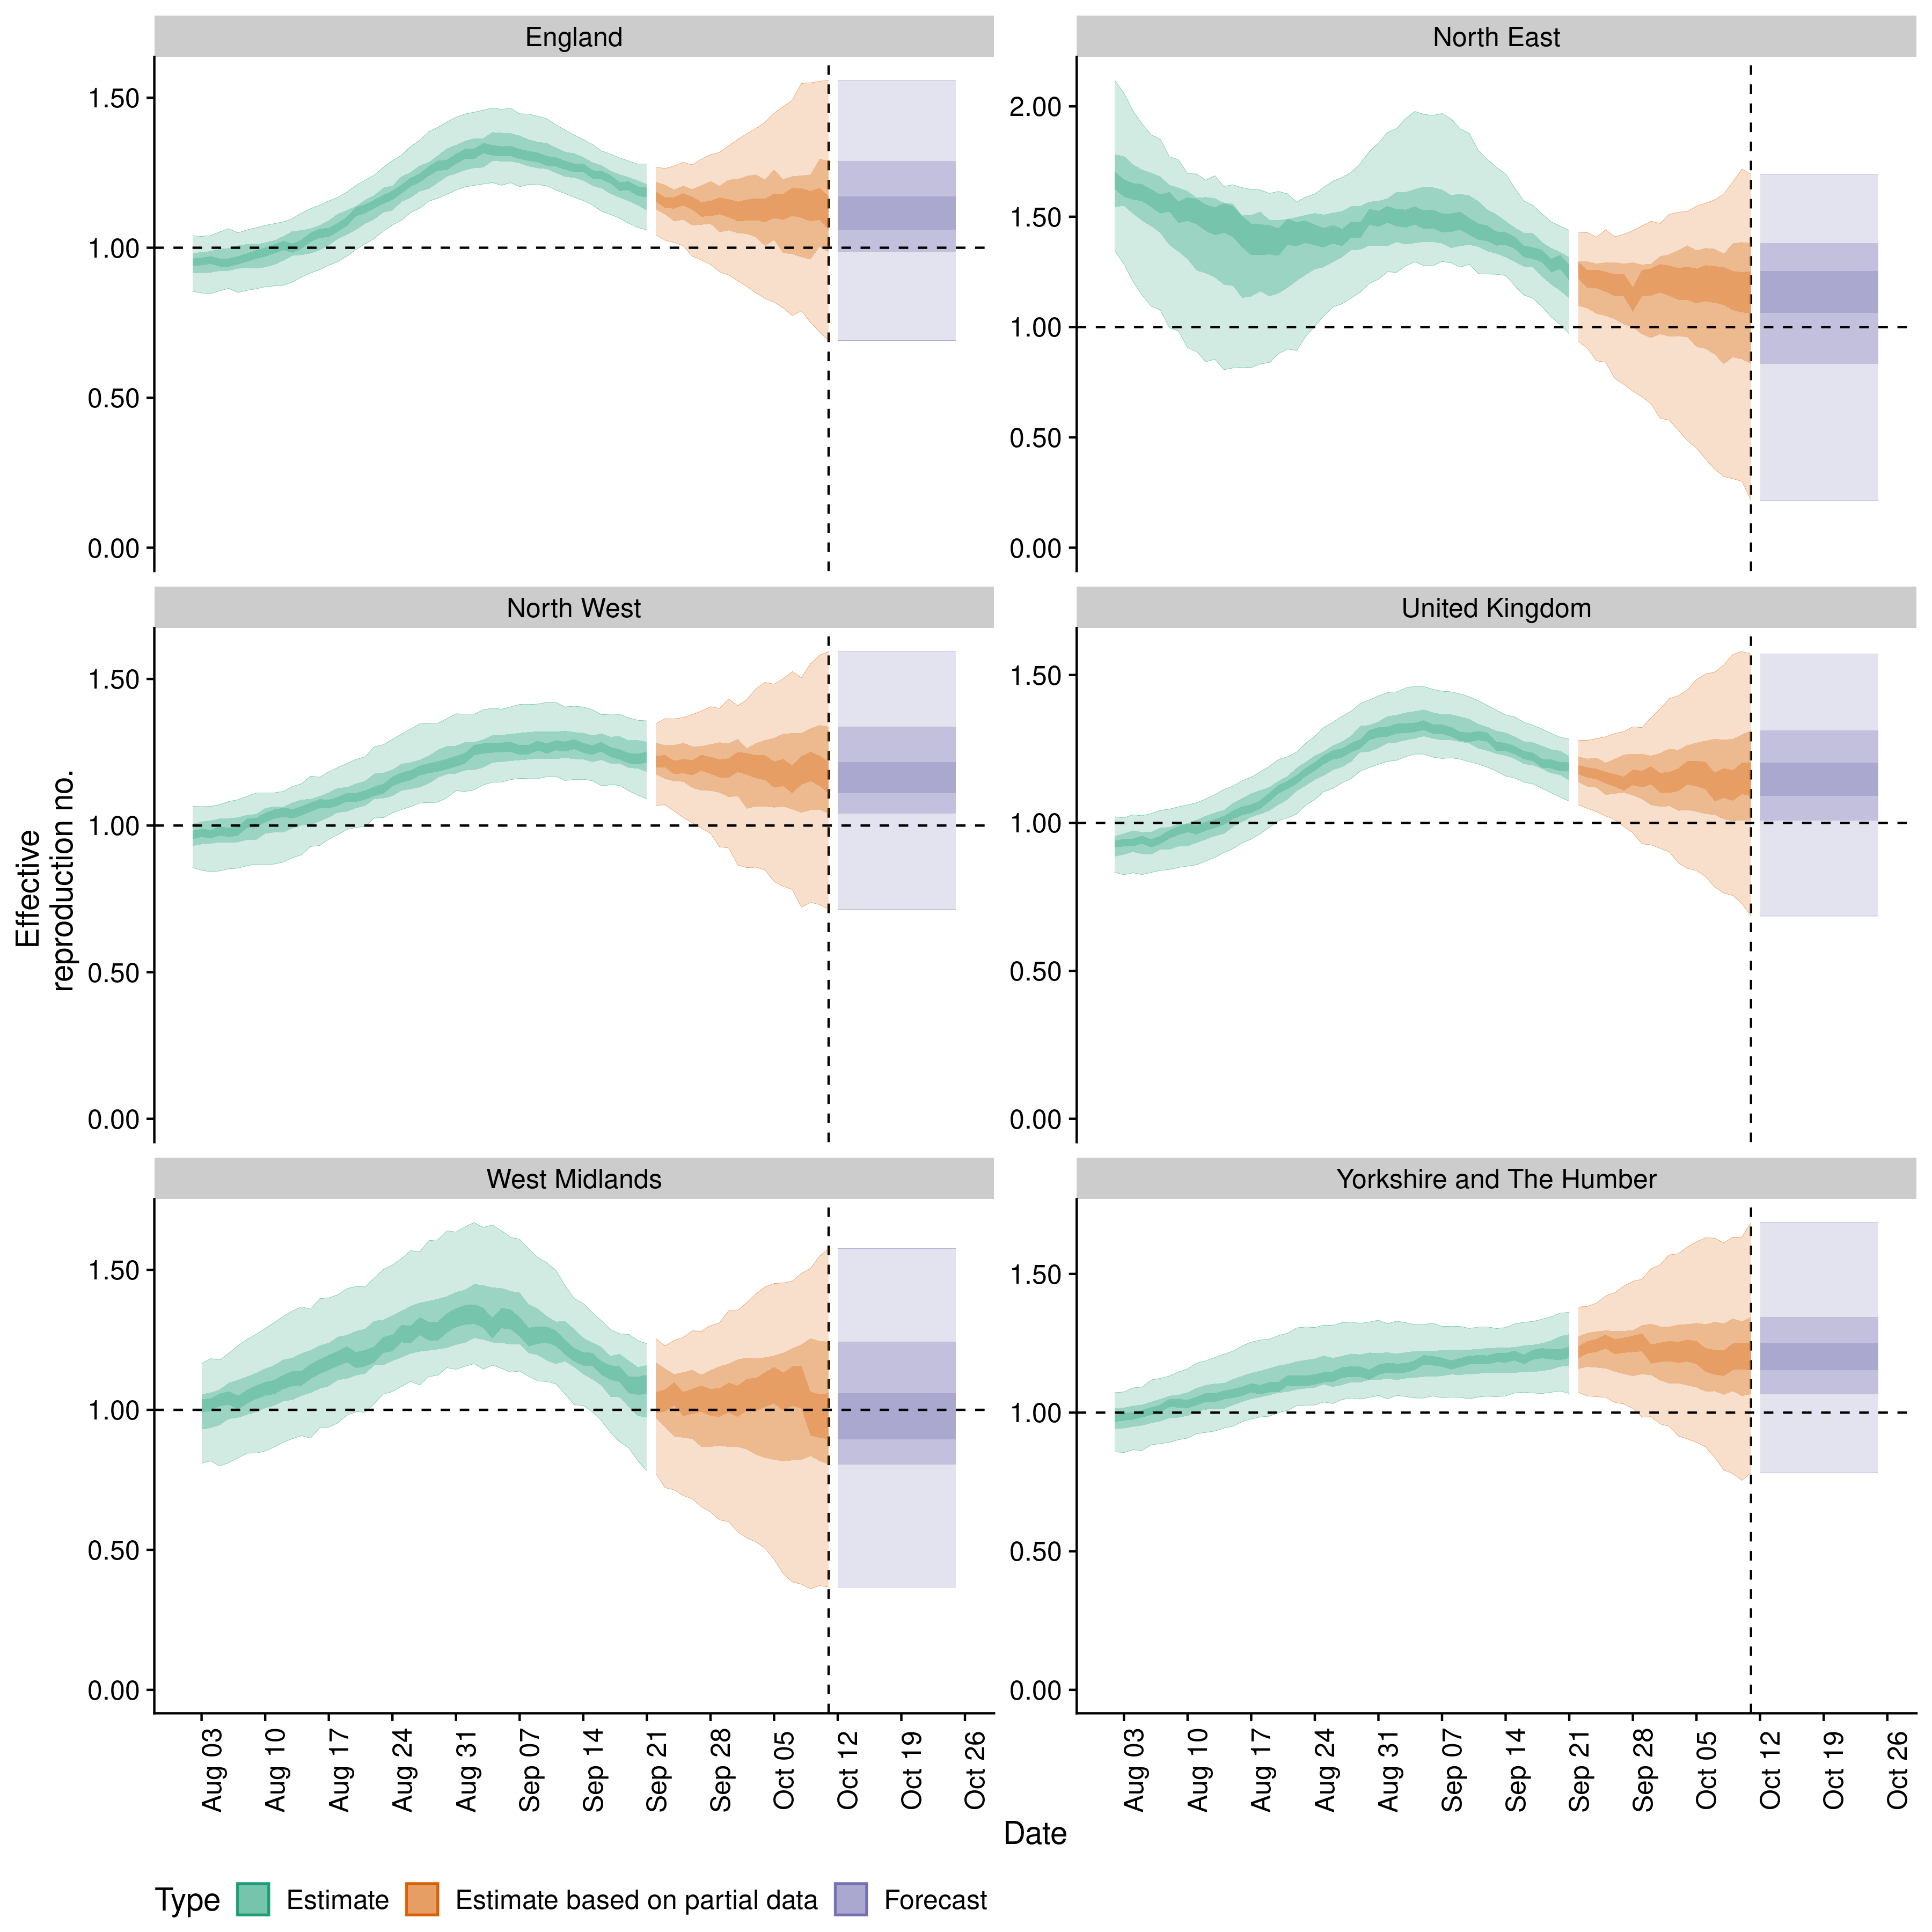 England
North East
1.50
1.00
0.50
0.00
2.00
1.50
1.00
0.50
0.00
North West
United Kingdom
1.50
1.00
0.50
0.00
1.50
1.00
0.50
0.00
West Midlands
Yorkshire and The Humber
1.50
1.00
0.50
0.00
1.50
1.00
0.50
0.00
Effective
reproduction no.
Aug 03
Aug 10
Aug 17
Aug 24
Aug 31
Sep 07
Sep 14
Sep 21
Sep 28
Oct 05
Oct 12
Oct 19
Oct 26
Aug 03
Aug 10
Aug 17
Aug 24
Aug 31
Sep 07
Sep 14
Sep 21
Sep 28
Oct 05
Oct 12
Oct 19
Oct 26
Date
Type Estimate Estimate based on partial data Forecast